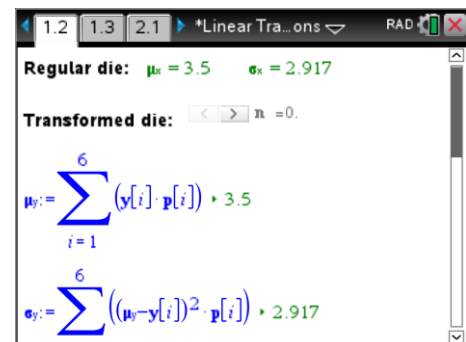 1.2 1.3 2.1 *Linear Tra…ons RAD
Regular die: μx = 3.5 σx = 2.917
Transformed die: < > n =0.
6
μy:= ∑ (y[i]·p[i]) ▸ 3.5
i = 1
6
σy:= ∑ ((μy−y[i])²·p[i]) ▸ 2.917